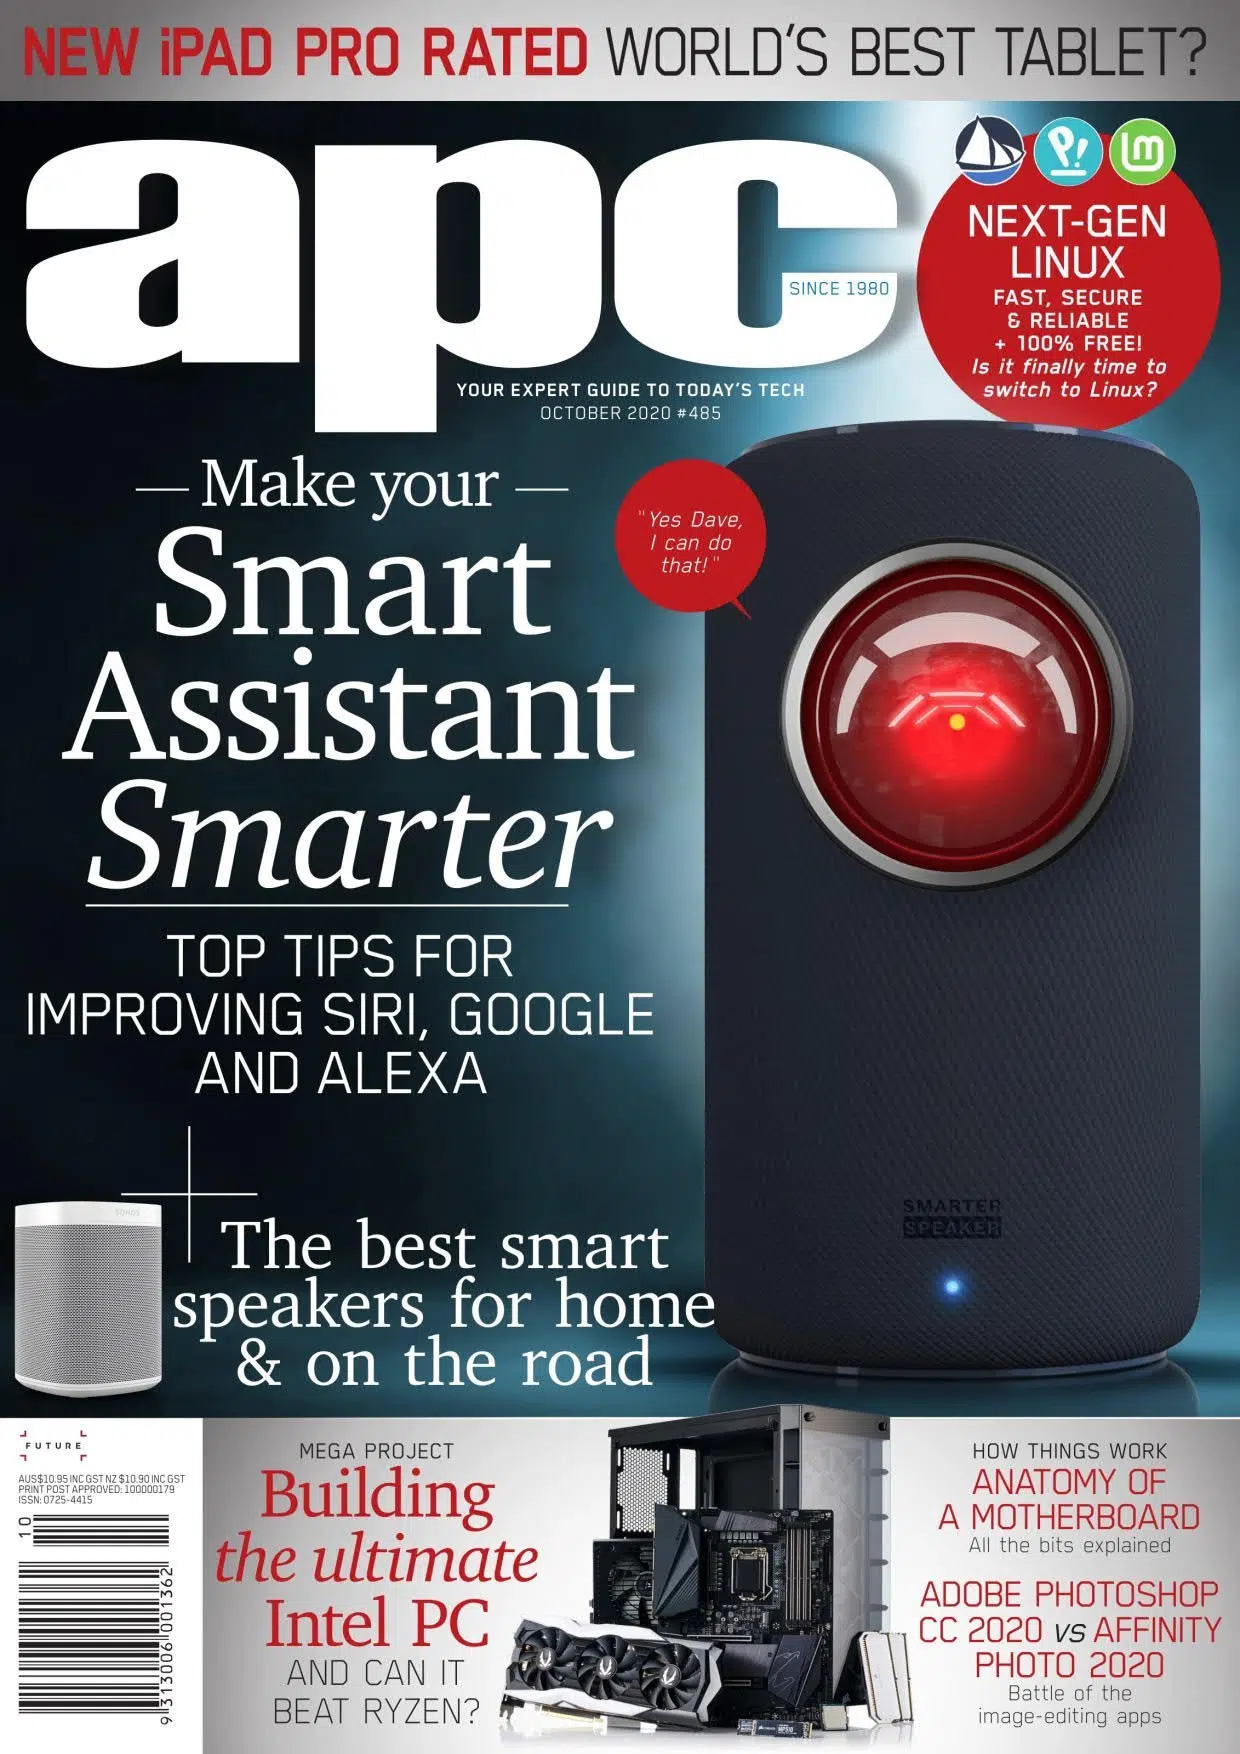 NEW iPAD PRO RATED WORLD'S BEST TABLET?
apc
SINCE 1980
YOUR EXPERT GUIDE TO TODAY'S TECH
OCTOBER 2020 #485
NEXT-GEN
LINUX
FAST, SECURE
& RELIABLE
+ 100% FREE!
Is it finally time to
switch to Linux?
Make your
Smart
Assistant
Smarter
TOP TIPS FOR
IMPROVING SIRI, GOOGLE
AND ALEXA
"Yes Dave,
I can do
that!"
SMARTER
SPEAKER
SONOS
The best smart
speakers for home
& on the road
FUTURE
AUS$10.95 INC GST NZ $10.90 INC GST
PRINT POST APPROVED: 100000179
ISSN: 0725-4415
10
9 313006 001362
MEGA PROJECT
Building
the ultimate
Intel PC
AND CAN IT
BEAT RYZEN?
HOW THINGS WORK
ANATOMY OF
A MOTHERBOARD
All the bits explained
ADOBE PHOTOSHOP
CC 2020 vs AFFINITY
PHOTO 2020
Battle of the
image-editing apps